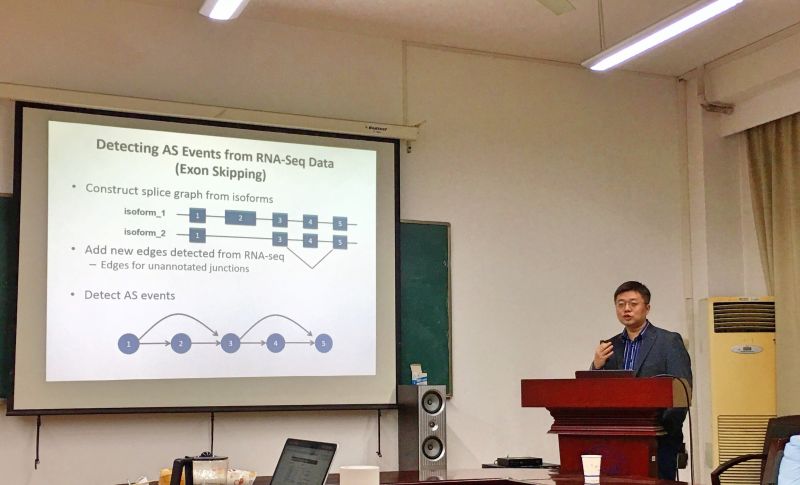 Detecting AS Events from RNA-Seq Data
(Exon Skipping)
• Construct splice graph from isoforms
isoform_1 1 2 3 4 5
isoform_2 1 3 4 5
• Add new edges detected from RNA-seq
– Edges for unannotated junctions
• Detect AS events
1 2 3 4 5